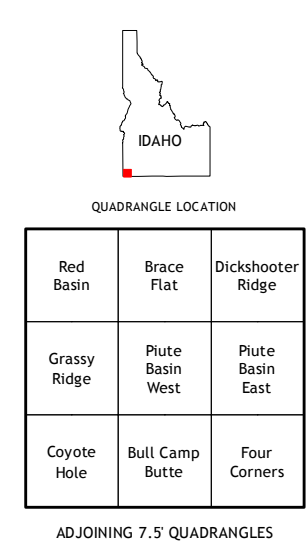 IDAHO
QUADRANGLE LOCATION
Red
Basin
Brace
Flat
Dickshooter
Ridge
Grassy
Ridge
Piute
Basin
West
Piute
Basin
East
Coyote
Hole
Bull Camp
Butte
Four
Corners
ADJOINING 7.5' QUADRANGLES